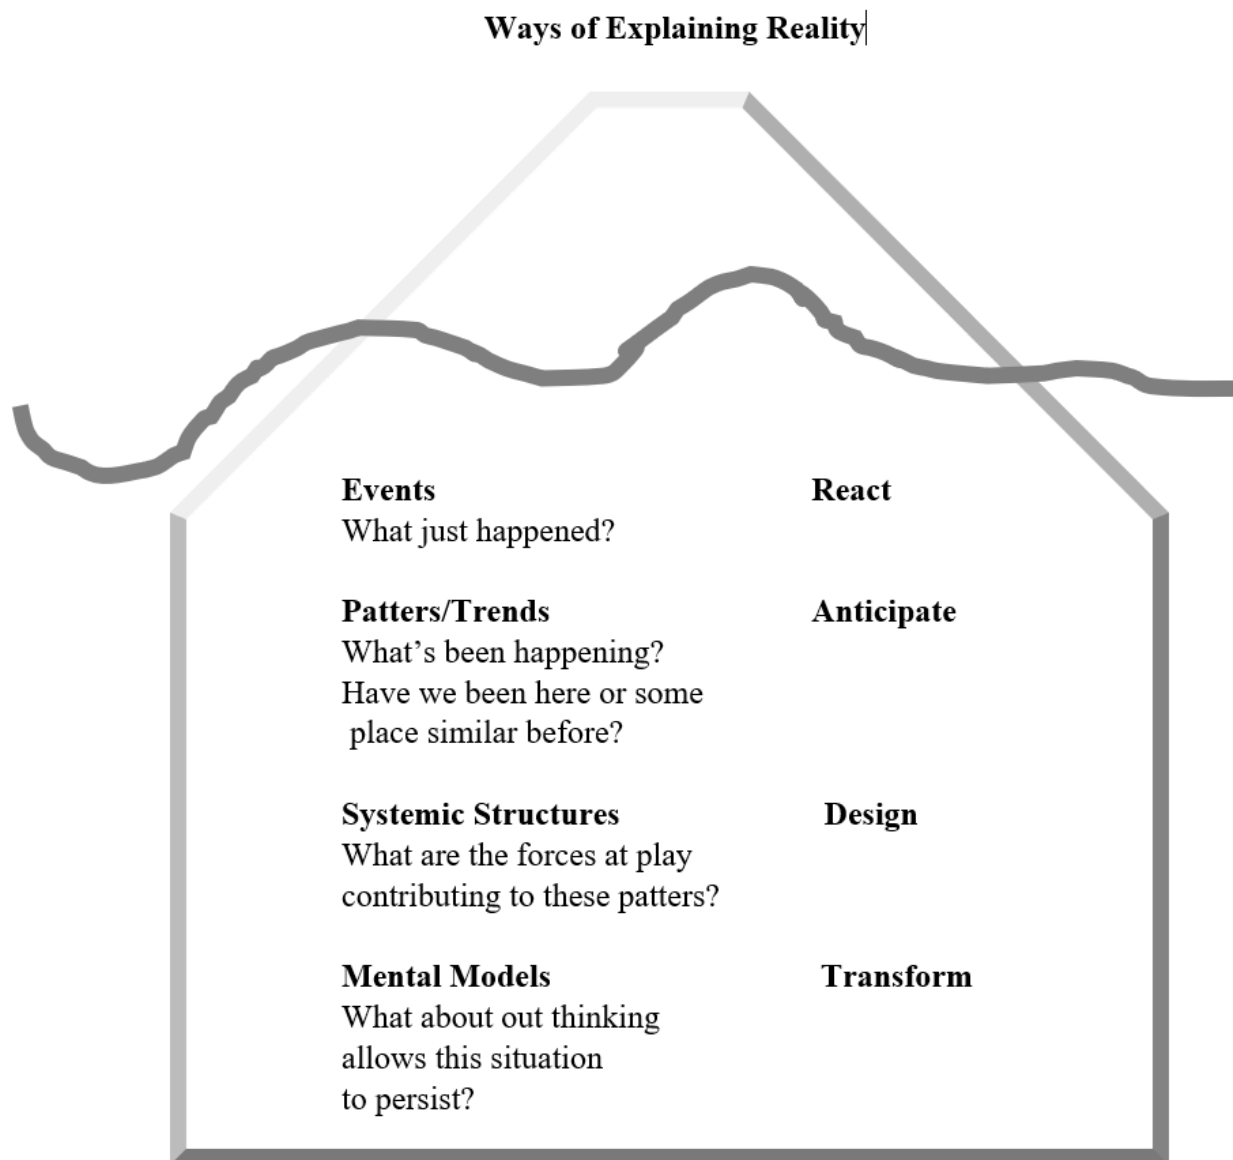 Ways of Explaining Reality
Events React
What just happened?
Patters/Trends Anticipate
What’s been happening?
Have we been here or some
place similar before?
Systemic Structures Design
What are the forces at play
contributing to these patters?
Mental Models Transform
What about out thinking
allows this situation
to persist?